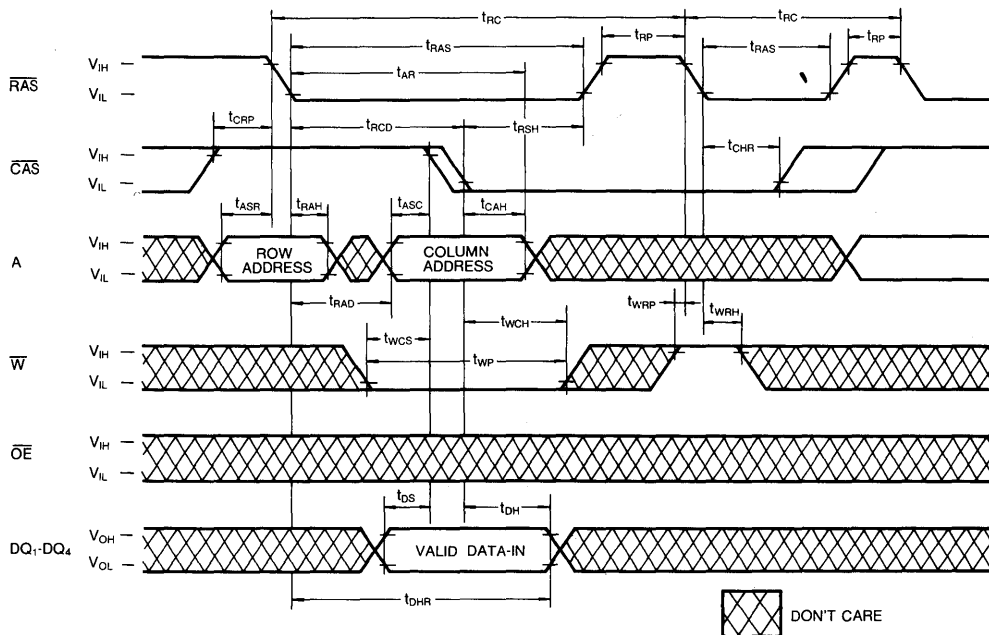 tRC tRC
tRAS tRP tRAS tRP
tAR
RAS VIH
VIL
tCRP tRCD tRSH tCHR
CAS VIH
VIL
tASR tRAH tASC tCAH
A VIH
VIL
ROW ADDRESS
COLUMN ADDRESS
tRAD tWCH tWRP tWRH
tWCS tWP
W VIH
VIL
OE VIH
VIL
tDS tDH
DQ1-DQ4 VOH
VOL
VALID DATA-IN
tDHR
DON'T CARE